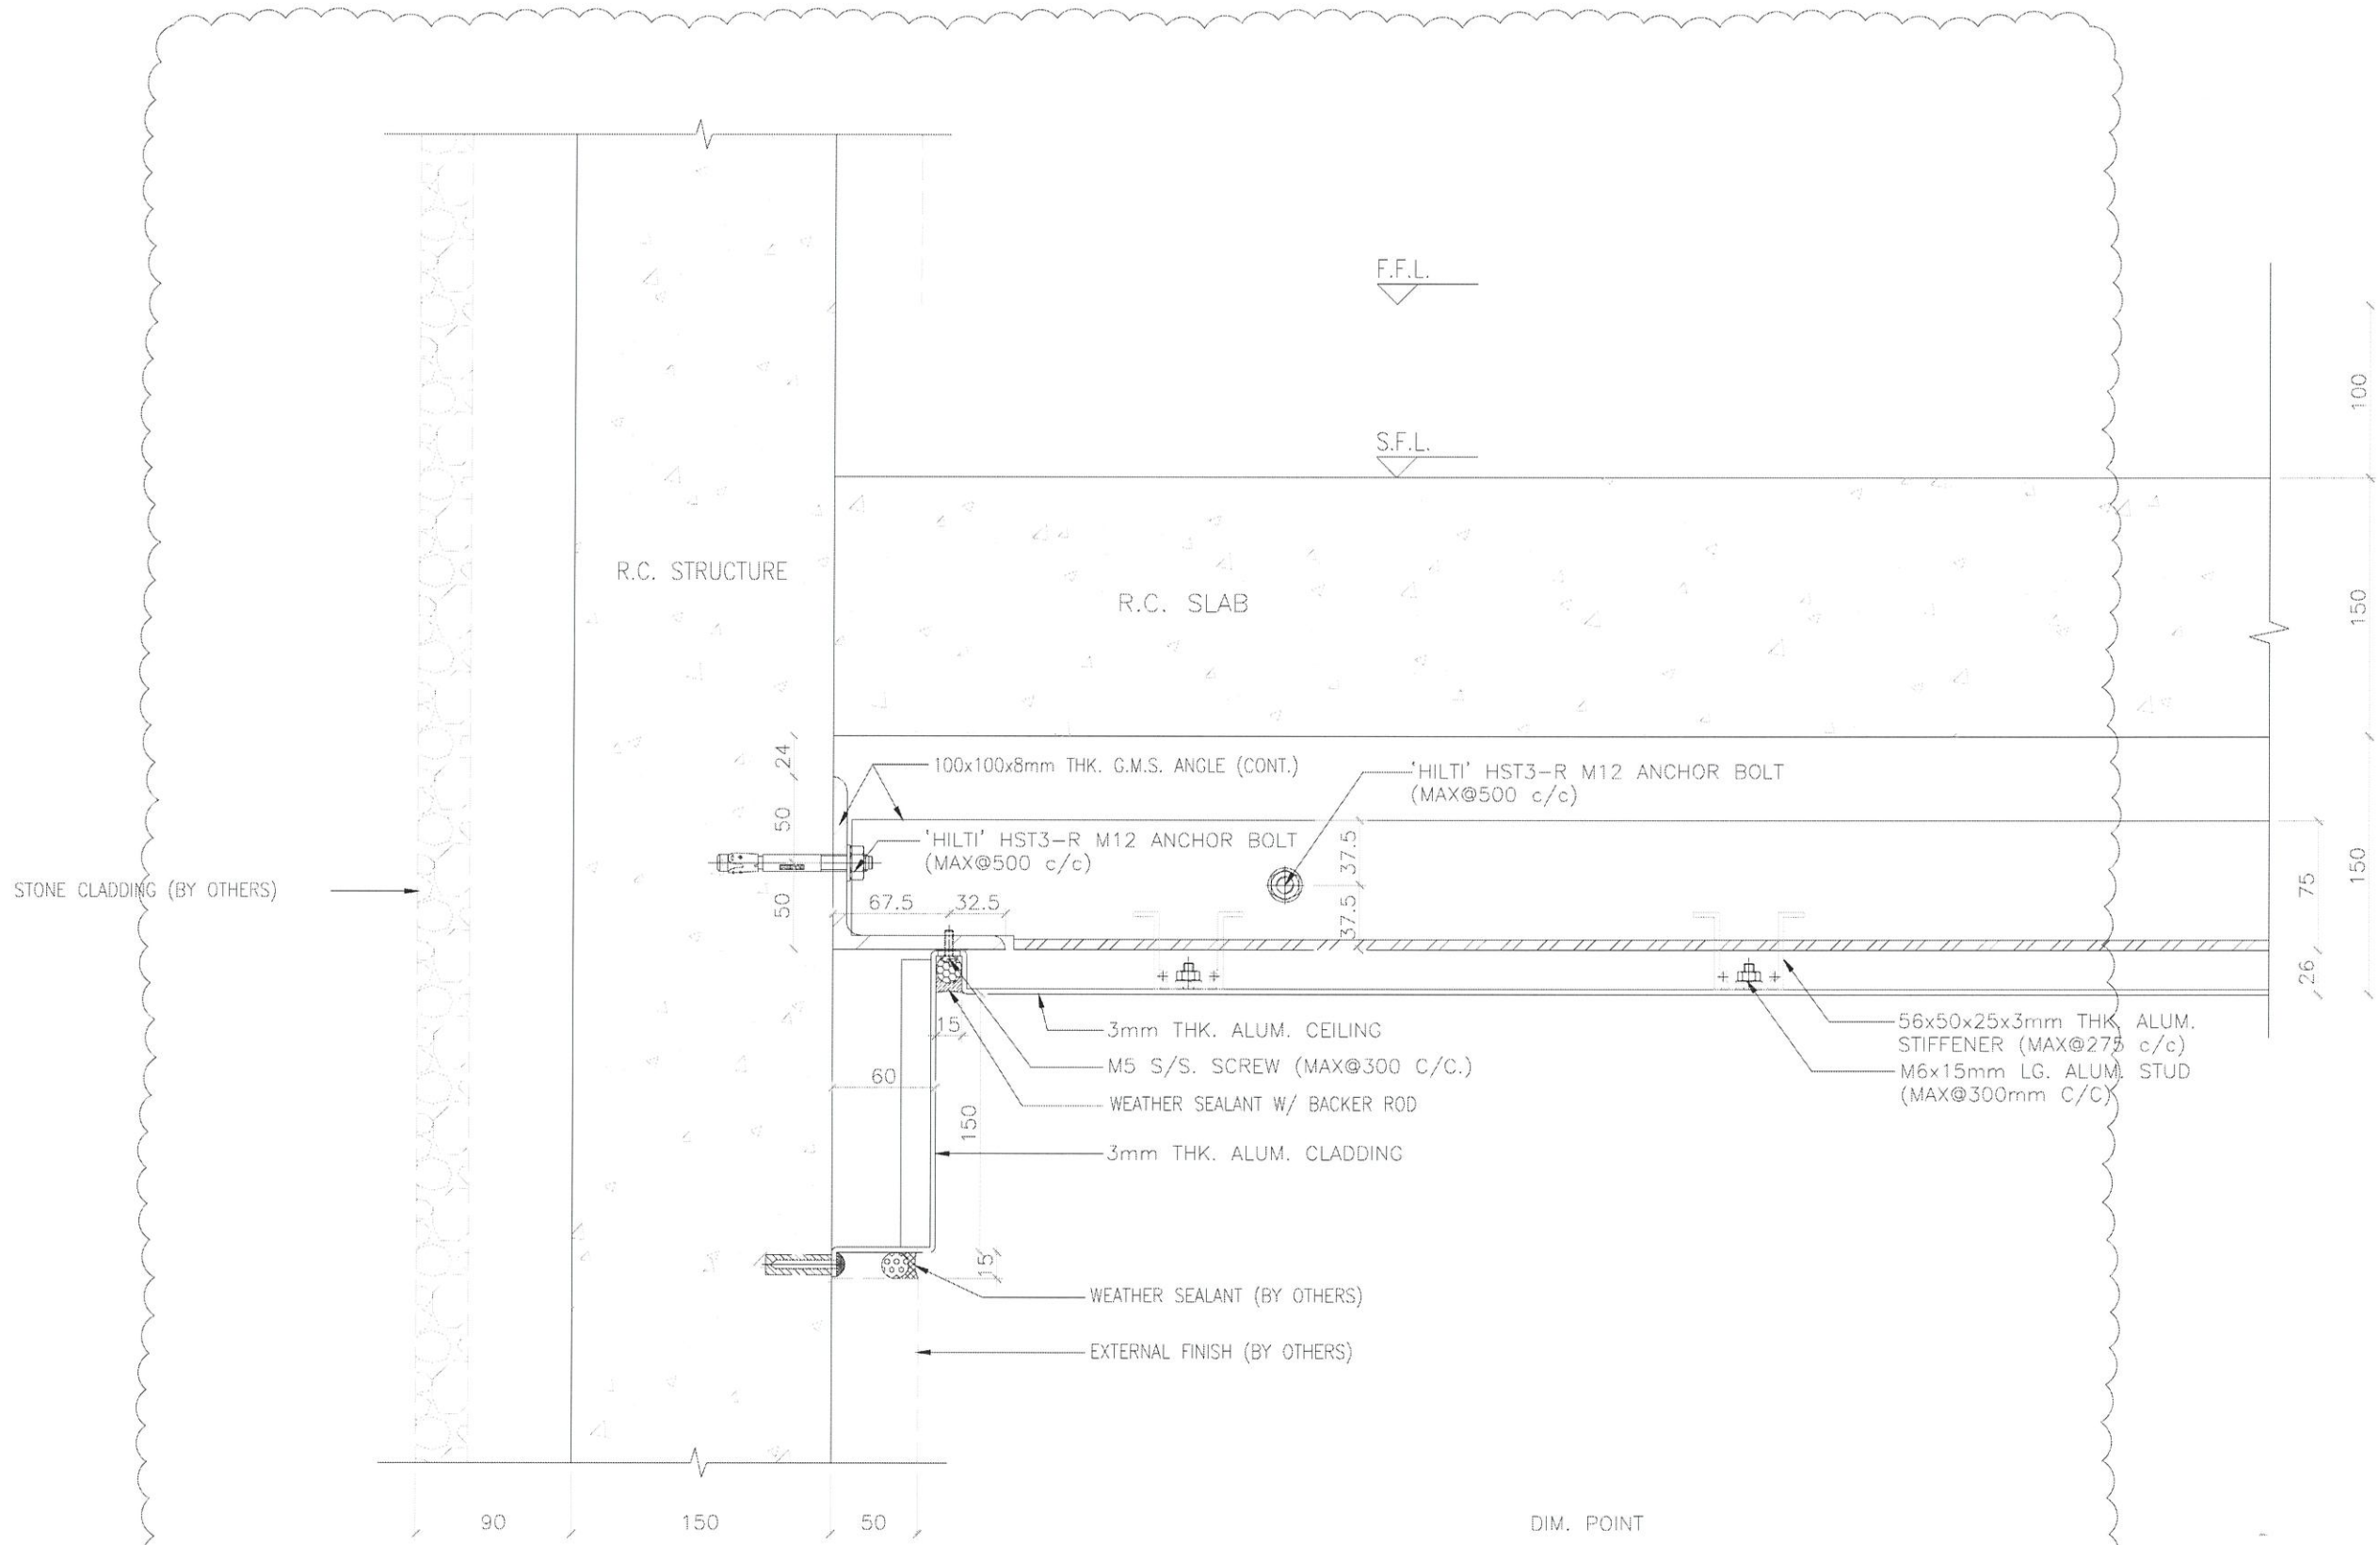 F.F.L.
100
S.F.L.
R.C. STRUCTURE
R.C. SLAB
150
24
100x100x8mm THK. G.M.S. ANGLE (CONT.)
'HILTI' HST3-R M12 ANCHOR BOLT
(MAX@500 c/c)
50
'HILTI' HST3-R M12 ANCHOR BOLT
(MAX@500 c/c)
37.5
STONE CLADDING (BY OTHERS)
50
67.5
32.5
37.5
75
150
26
15
3mm THK. ALUM. CEILING
56x50x25x3mm THK. ALUM.
STIFFENER (MAX@275 c/c)
M5 S/S. SCREW (MAX@300 C/C.)
M6x15mm LG. ALUM. STUD
(MAX@300mm C/C)
60
WEATHER SEALANT W/ BACKER ROD
150
3mm THK. ALUM. CLADDING
15
WEATHER SEALANT (BY OTHERS)
EXTERNAL FINISH (BY OTHERS)
90
150
50
DIM. POINT